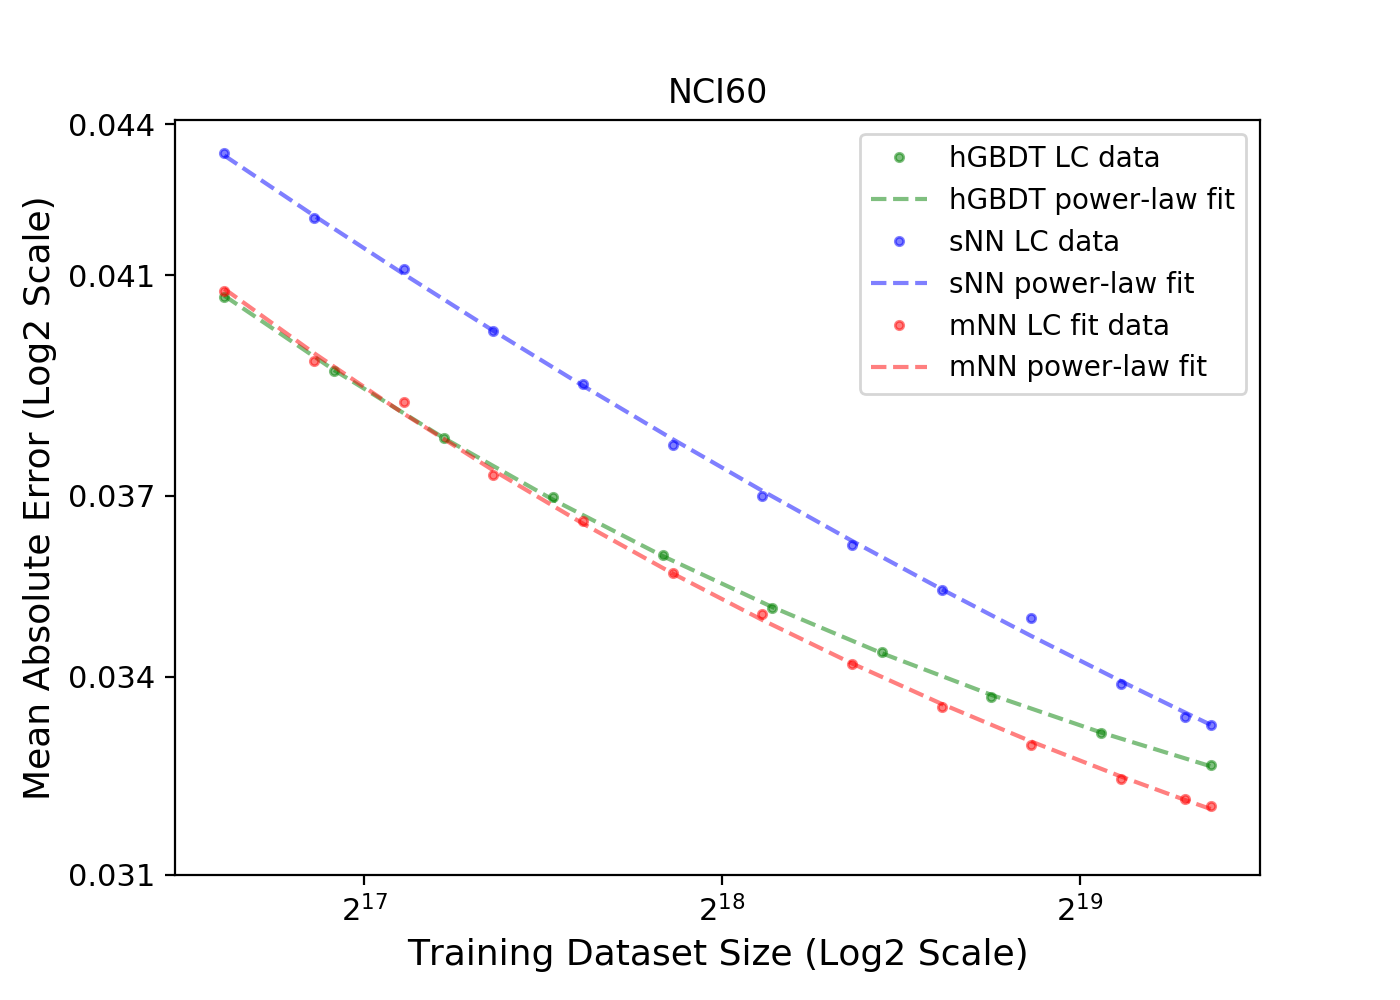 NCI60
0.044
0.041
0.037
0.034
0.031
Mean Absolute Error (Log2 Scale)
hGBDT LC data
hGBDT power-law fit
sNN LC data
sNN power-law fit
mNN LC fit data
mNN power-law fit
2^17 2^18 2^19
Training Dataset Size (Log2 Scale)